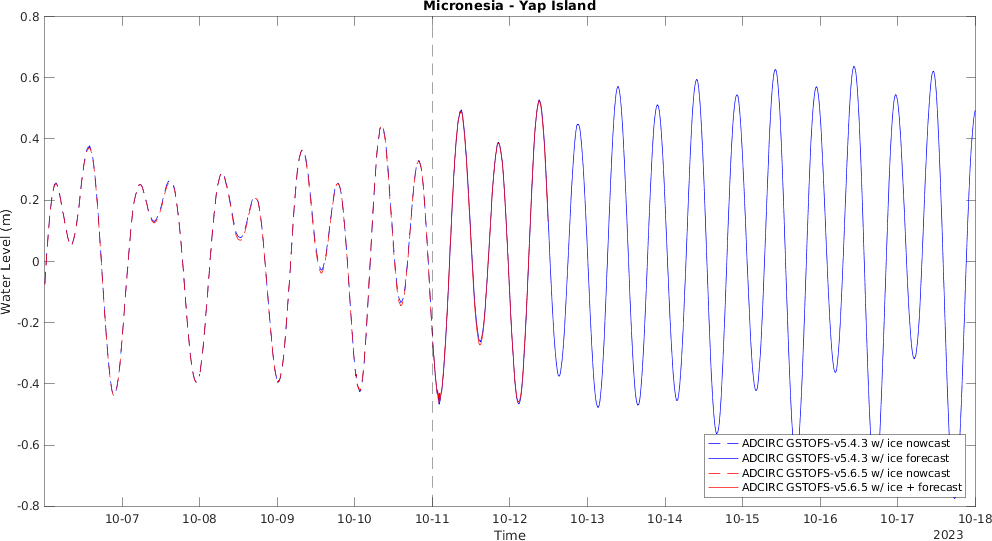 Micronesia - Yap Island
0.8
0.6
0.4
0.2
0
-0.2
-0.4
-0.6
-0.8
Water Level (m)
ADCIRC GSTOFS-v5.4.3 w/ ice nowcast
ADCIRC GSTOFS-v5.4.3 w/ ice forecast
ADCIRC GSTOFS-v5.6.5 w/ ice nowcast
ADCIRC GSTOFS-v5.6.5 w/ ice + forecast
10-07 10-08 10-09 10-10 10-11 10-12 10-13 10-14 10-15 10-16 10-17 10-18
Time
2023